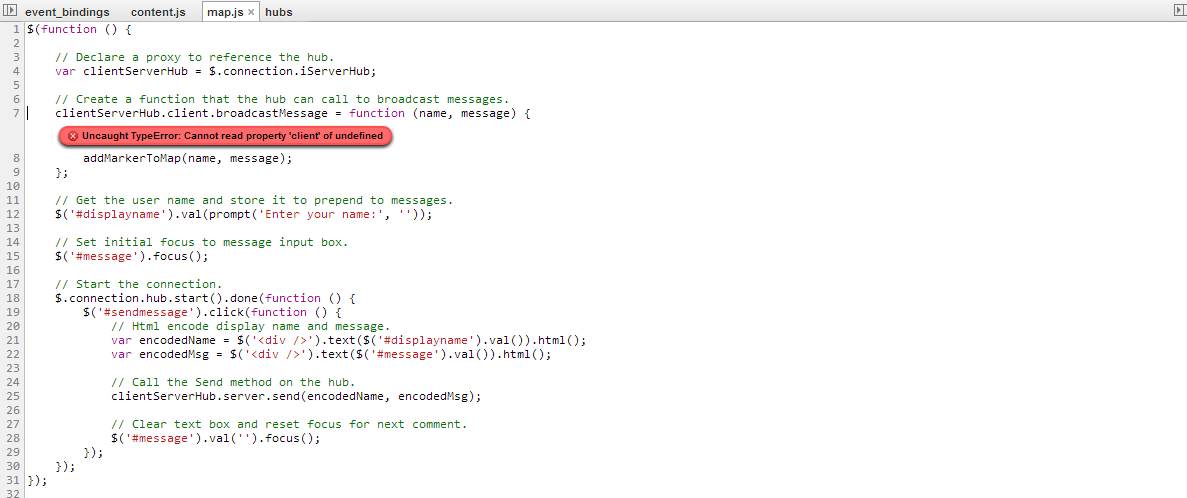 event_bindings content.js map.js × hubs
1 $(function () {
2
3 // Declare a proxy to reference the hub.
4 var clientServerHub = $.connection.iServerHub;
5
6 // Create a function that the hub can call to broadcast messages.
7 clientServerHub.client.broadcastMessage = function (name, message) {
Uncaught TypeError: Cannot read property 'client' of undefined
8 addMarkerToMap(name, message);
9 };
10
11 // Get the user name and store it to prepend to messages.
12 $('#displayname').val(prompt('Enter your name:', ''));
13
14 // Set initial focus to message input box.
15 $('#message').focus();
16
17 // Start the connection.
18 $.connection.hub.start().done(function () {
19 $('#sendmessage').click(function () {
20 // Html encode display name and message.
21 var encodedName = $('<div />').text($('#displayname').val()).html();
22 var encodedMsg = $('<div />').text($('#message').val()).html();
23
24 // Call the Send method on the hub.
25 clientServerHub.server.send(encodedName, encodedMsg);
26
27 // Clear text box and reset focus for next comment.
28 $('#message').val('').focus();
29 });
30 });
31 });
32